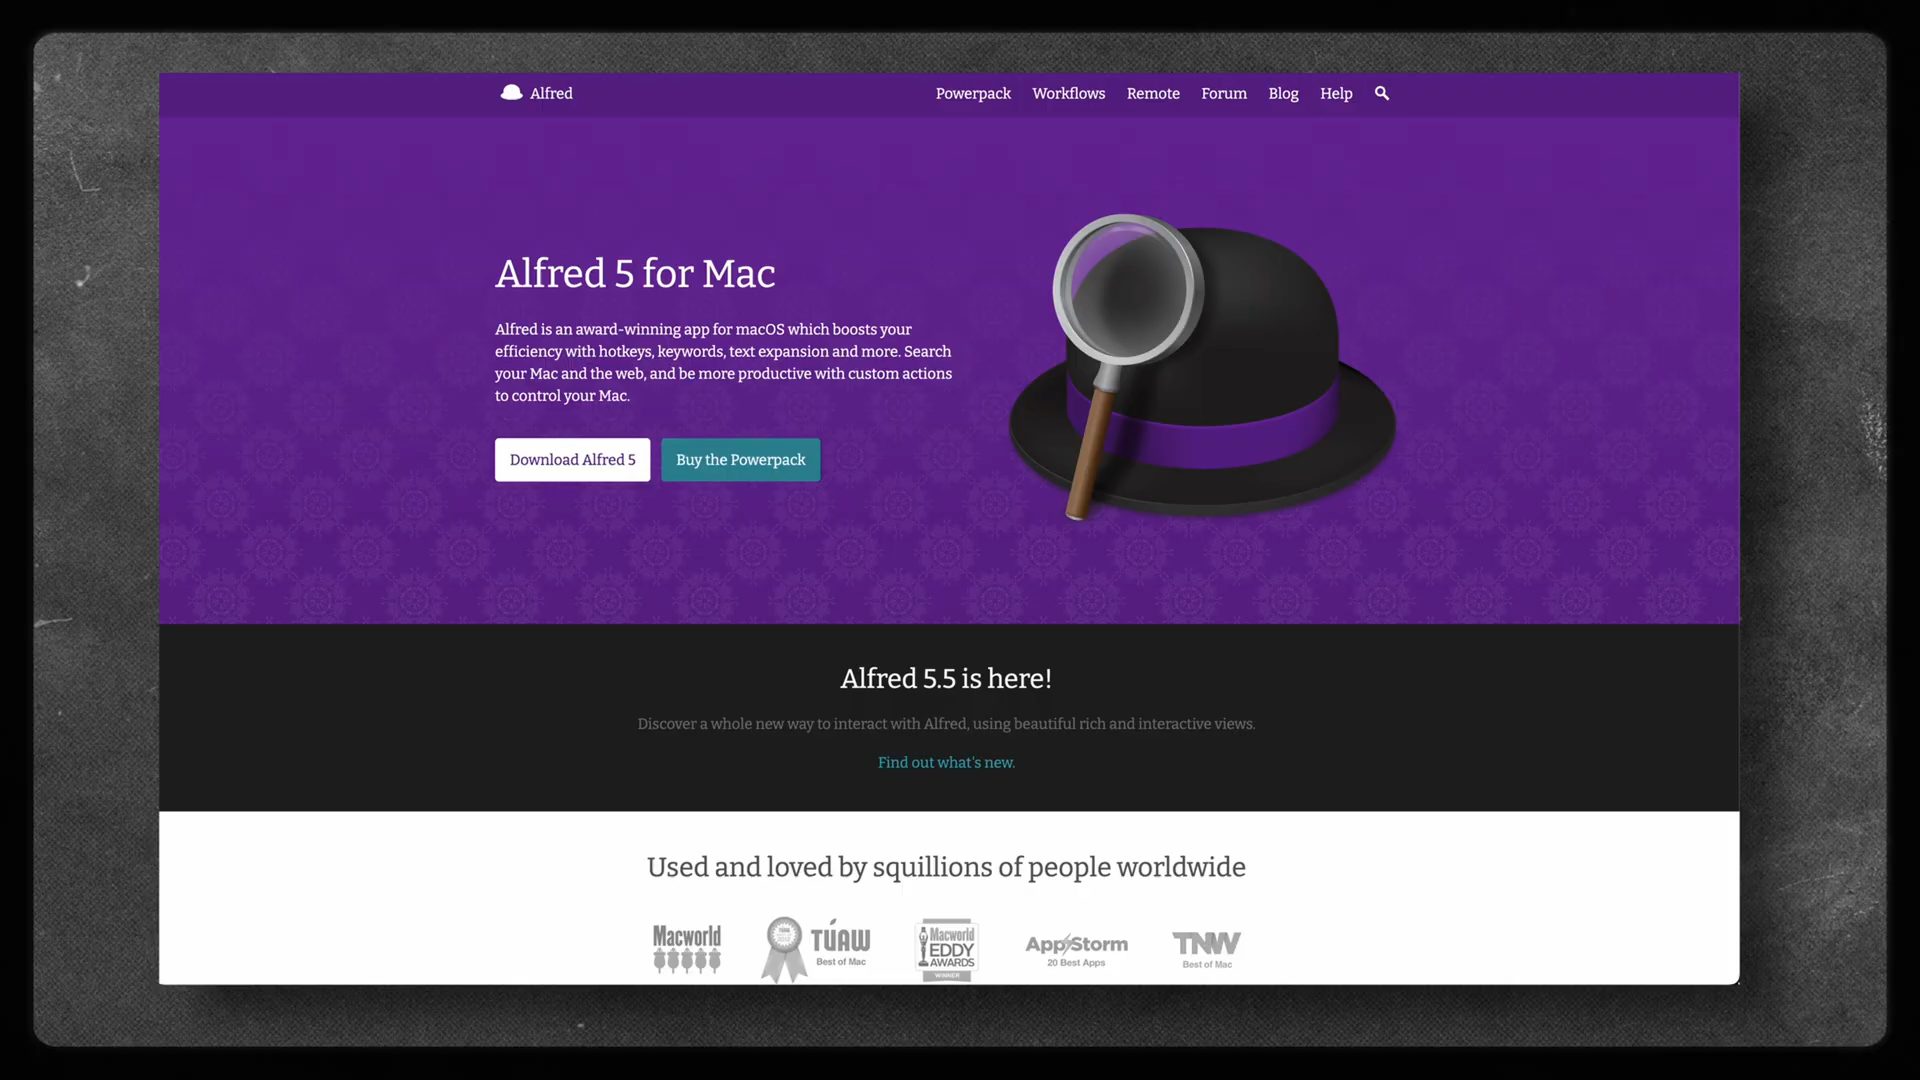 Alfred
Powerpack Workflows Remote Forum Blog Help
Alfred 5 for Mac
Alfred is an award-winning app for macOS which boosts your
efficiency with hotkeys, keywords, text expansion and more. Search
your Mac and the web, and be more productive with custom actions
to control your Mac.
Download Alfred 5
Buy the Powerpack
Alfred 5.5 is here!
Discover a whole new way to interact with Alfred, using beautiful rich and interactive views.
Find out what's new.
Used and loved by squillions of people worldwide
Macworld
TUAW
Best of Mac
Macworld
EDDY
AWARDS
WINNER
AppStorm
20 Best Apps
TNW
Best of Mac